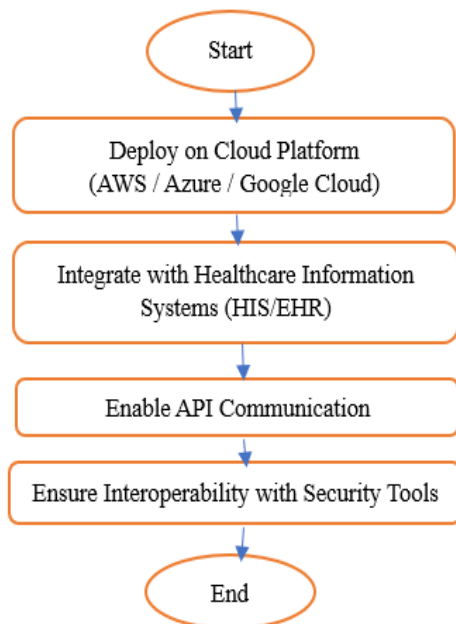 Start
Deploy on Cloud Platform
(AWS / Azure / Google Cloud)
Integrate with Healthcare Information
Systems (HIS/EHR)
Enable API Communication
Ensure Interoperability with Security Tools
End